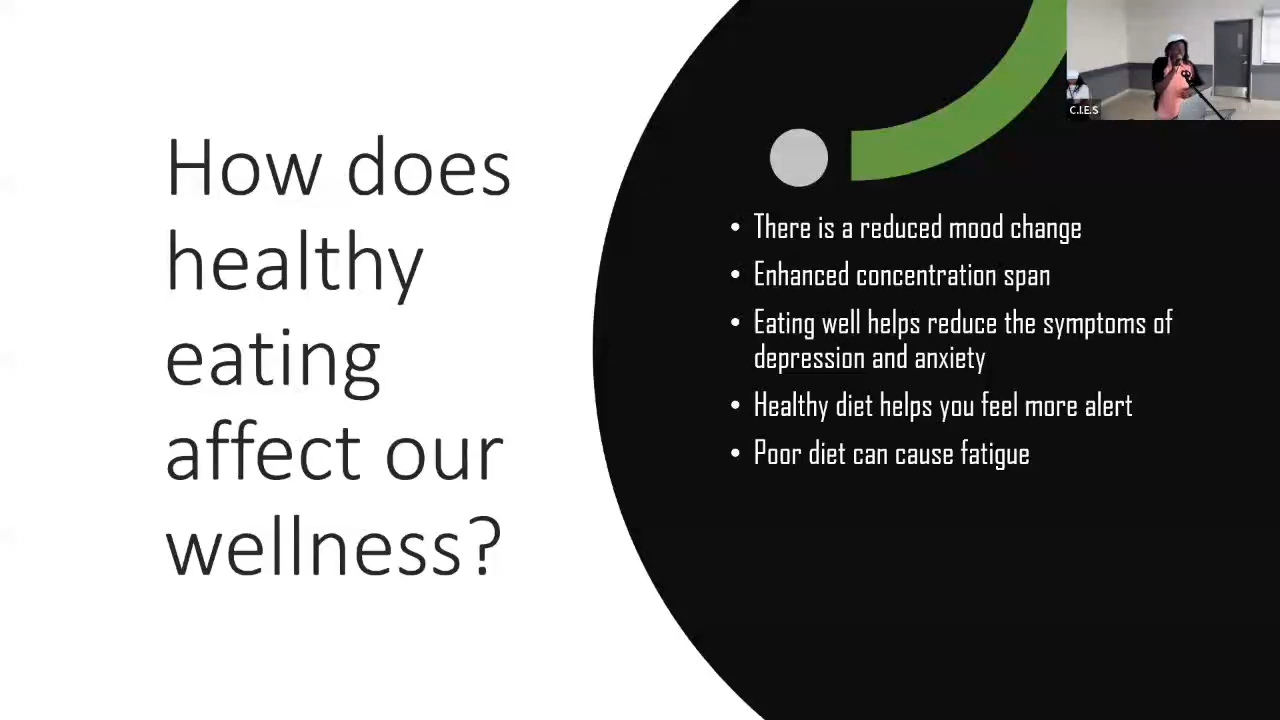 How does
healthy
eating
affect our
wellness?
• There is a reduced mood change
• Enhanced concentration span
• Eating well helps reduce the symptoms of
depression and anxiety
• Healthy diet helps you feel more alert
• Poor diet can cause fatigue
C.I.E.S